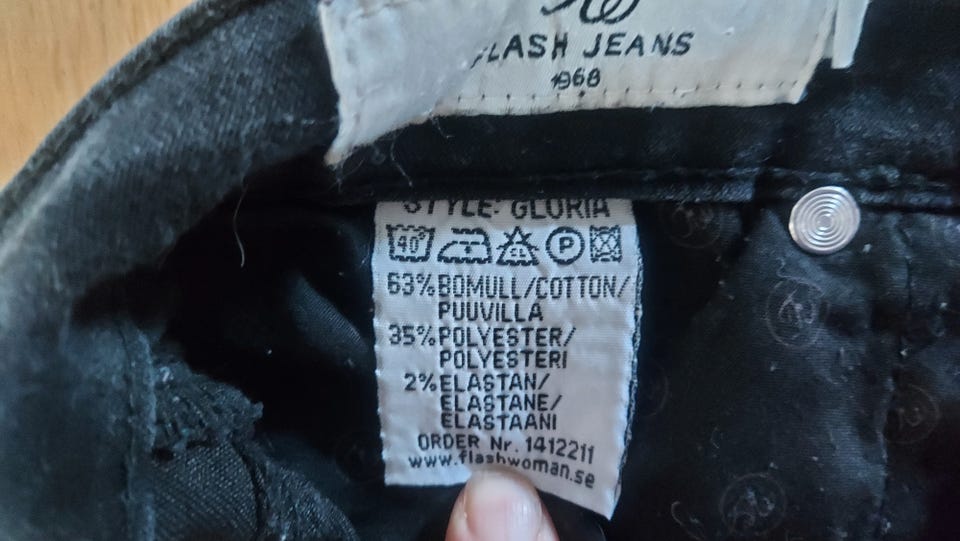 FLASH JEANS
1968
STYLE: GLORIA
40°
CL
P
63% BOMULL/COTTON/
PUUVILLA
35% POLYESTER/
POLYESTERI
2% ELASTAN/
ELASTANE/
ELASTAANI
ORDER Nr. 1412211
www.flashwoman.se